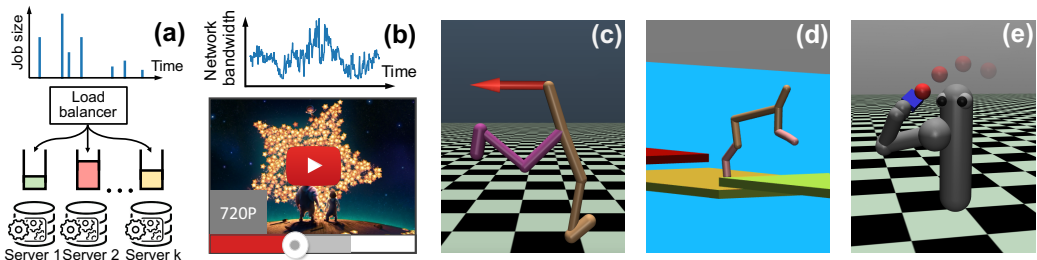 (a)
Job size
Time
Load
balancer
Server 1
Server 2
Server k
(b)
Network
bandwidth
Time
720P
(c)
(d)
(e)